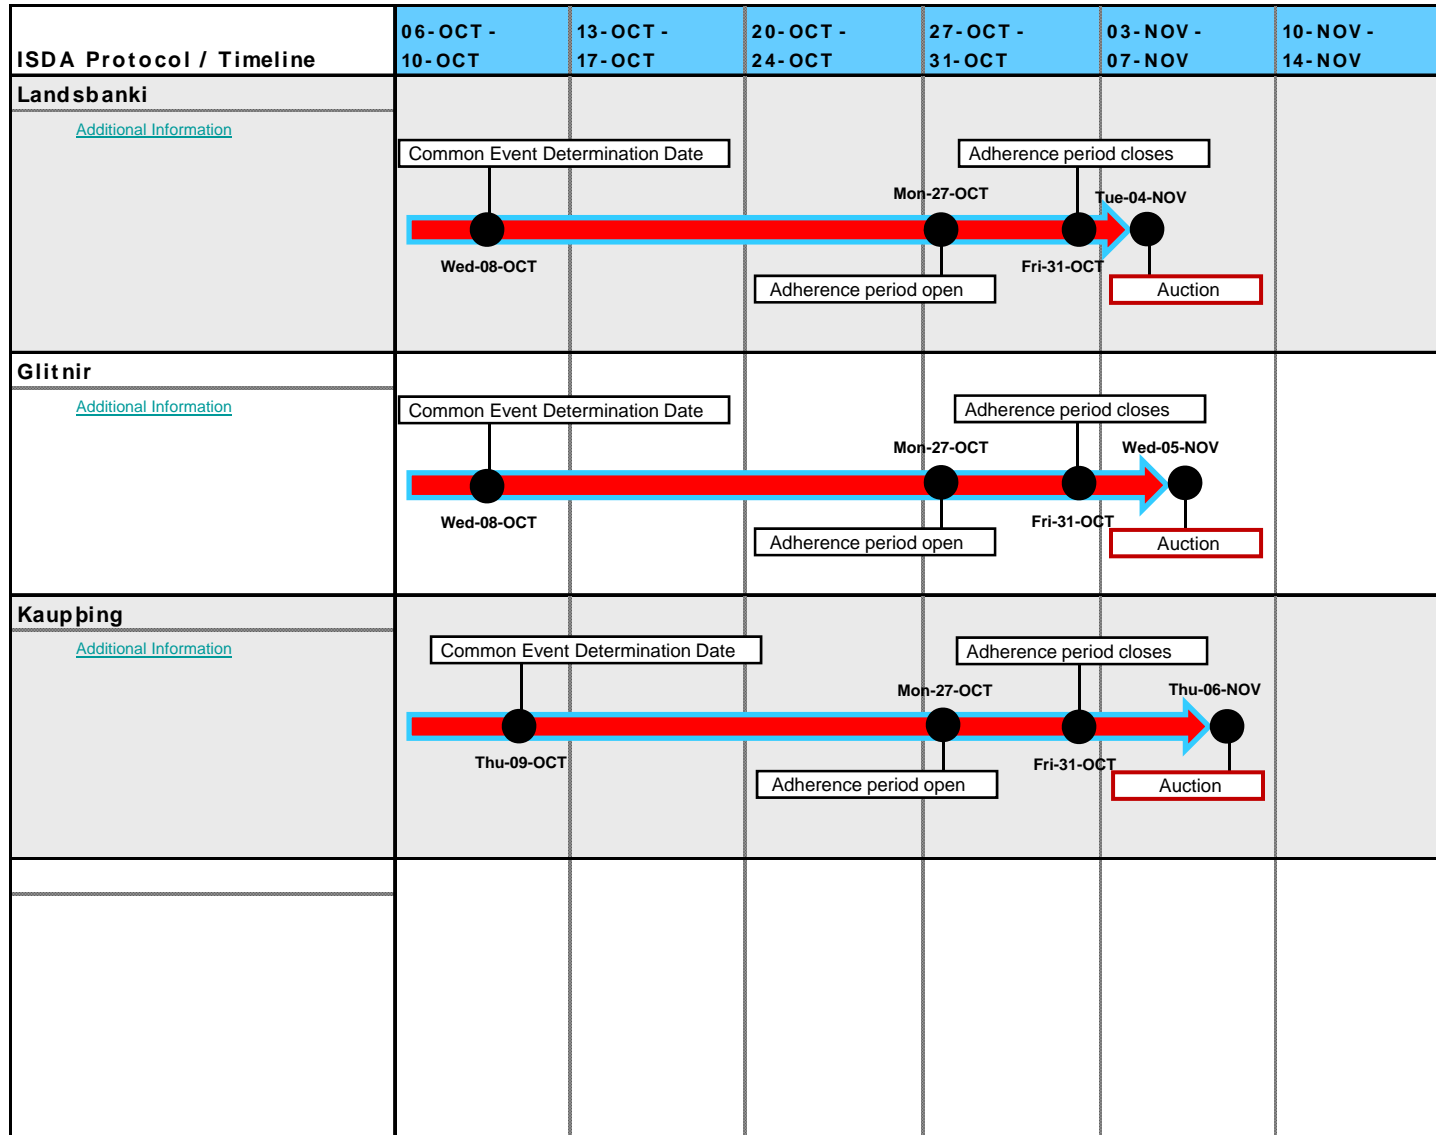 ISDA Protocol / Timeline
06-OCT -
10-OCT
13-OCT -
17-OCT
20-OCT -
24-OCT
27-OCT -
31-OCT
03-NOV -
07-NOV
10-NOV -
14-NOV
Landsbanki
Additional Information
Common Event Determination Date
Adherence period closes
Mon-27-OCT
Tue-04-NOV
Wed-08-OCT
Fri-31-OCT
Adherence period open
Auction
Glitnir
Additional Information
Common Event Determination Date
Adherence period closes
Mon-27-OCT
Wed-05-NOV
Wed-08-OCT
Fri-31-OCT
Adherence period open
Auction
Kaupþing
Additional Information
Common Event Determination Date
Adherence period closes
Mon-27-OCT
Thu-06-NOV
Thu-09-OCT
Fri-31-OCT
Adherence period open
Auction